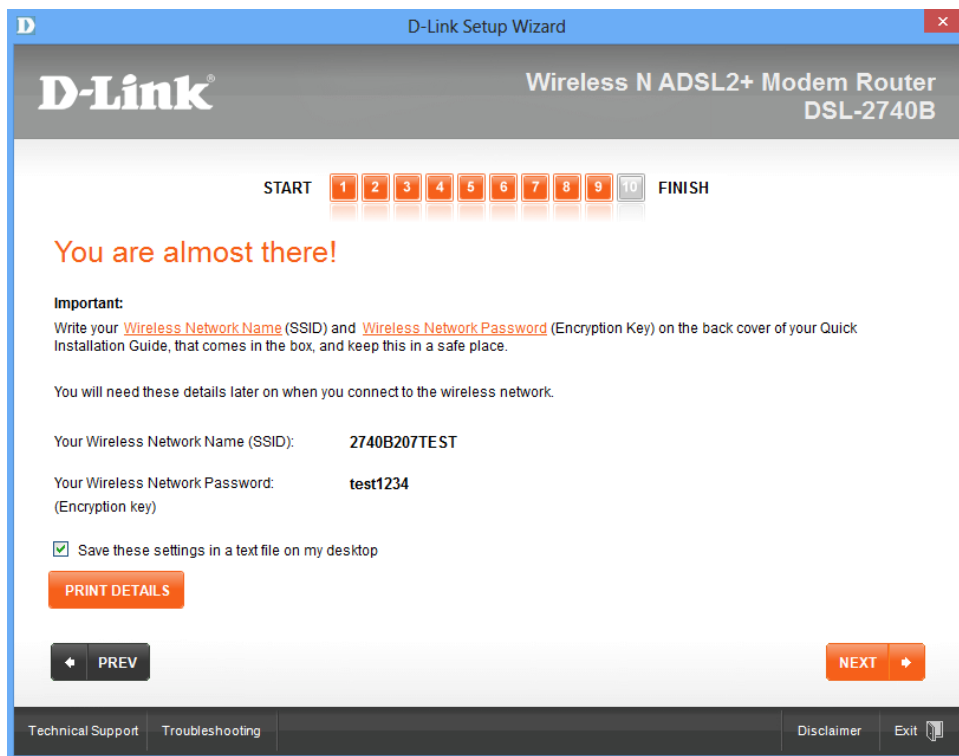 D-Link Setup Wizard
D-Link®
Wireless N ADSL2+ Modem Router
DSL-2740B
START 1 2 3 4 5 6 7 8 9 10 FINISH
You are almost there!
Important:
Write your Wireless Network Name (SSID) and Wireless Network Password (Encryption Key) on the back cover of your Quick
Installation Guide, that comes in the box, and keep this in a safe place.
You will need these details later on when you connect to the wireless network.
Your Wireless Network Name (SSID): 2740B207TEST
Your Wireless Network Password: test1234
(Encryption key)
Save these settings in a text file on my desktop
PRINT DETAILS
PREV
NEXT
Technical Support Troubleshooting Disclaimer Exit